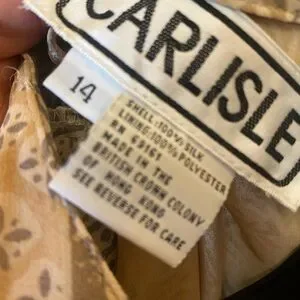 CARLISLE
14
SHELL:100% SILK
LINING:100% POLYESTER
RN 69161
MADE IN THE
BRITISH CROWN COLONY
OF HONG KONG
SEE REVERSE FOR CARE